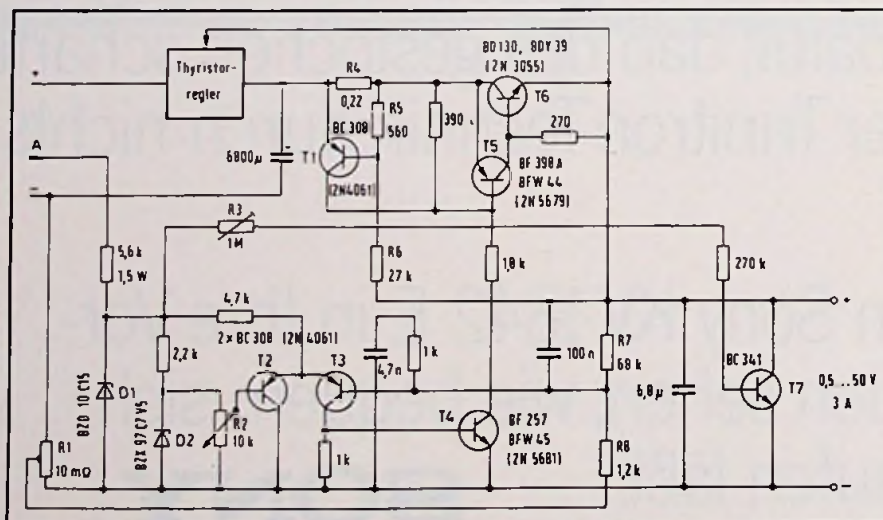 BD130, BDY 39
(2N 3055)
Thyristor-
regler
+
R4
0,22
R5
560
390
T6
270
BC 308
T1
(2N4061)
6800µ
T5
BF 398 A
BFW 44
(2N 5679)
A
−
R3
1M
5,6 k
1,5 W
R6
27 k
1,8 k
270 k
4,7 k
2× BC 308 (2N 4061)
+
2,2 k
T2
T3
4,7n
1 k
100 n
R7
68 k
BC 341
T7
0,5...50 V
3 A
D1
BZD 10 C15
D2
BZX 97 C7 V5
R2
10 k
6,8µ
T4
BF 257
BFW 45
(2N 5681)
R1
10 mΩ
1 k
R8
1,2 k
−